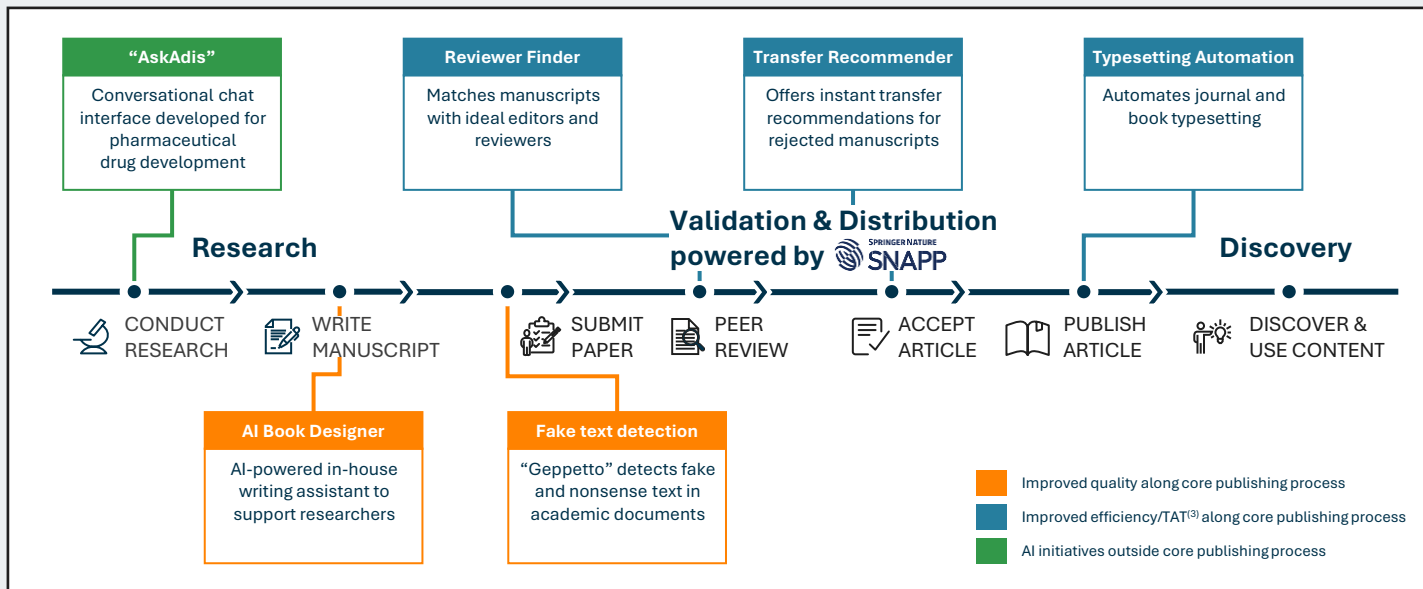 “AskAdis”
Conversational chat
interface developed for
pharmaceutical
drug development
Reviewer Finder
Matches manuscripts
with ideal editors and
reviewers
Transfer Recommender
Offers instant transfer
recommendations for
rejected manuscripts
Typesetting Automation
Automates journal and
book typesetting
Research
Validation & Distribution
powered by SPRINGER NATURE SNAPP
Discovery
CONDUCT
RESEARCH
WRITE
MANUSCRIPT
SUBMIT
PAPER
PEER
REVIEW
ACCEPT
ARTICLE
PUBLISH
ARTICLE
DISCOVER &
USE CONTENT
AI Book Designer
AI-powered in-house
writing assistant to
support researchers
Fake text detection
“Geppetto” detects fake
and nonsense text in
academic documents
Improved quality along core publishing process
Improved efficiency/TAT(3) along core publishing process
AI initiatives outside core publishing process